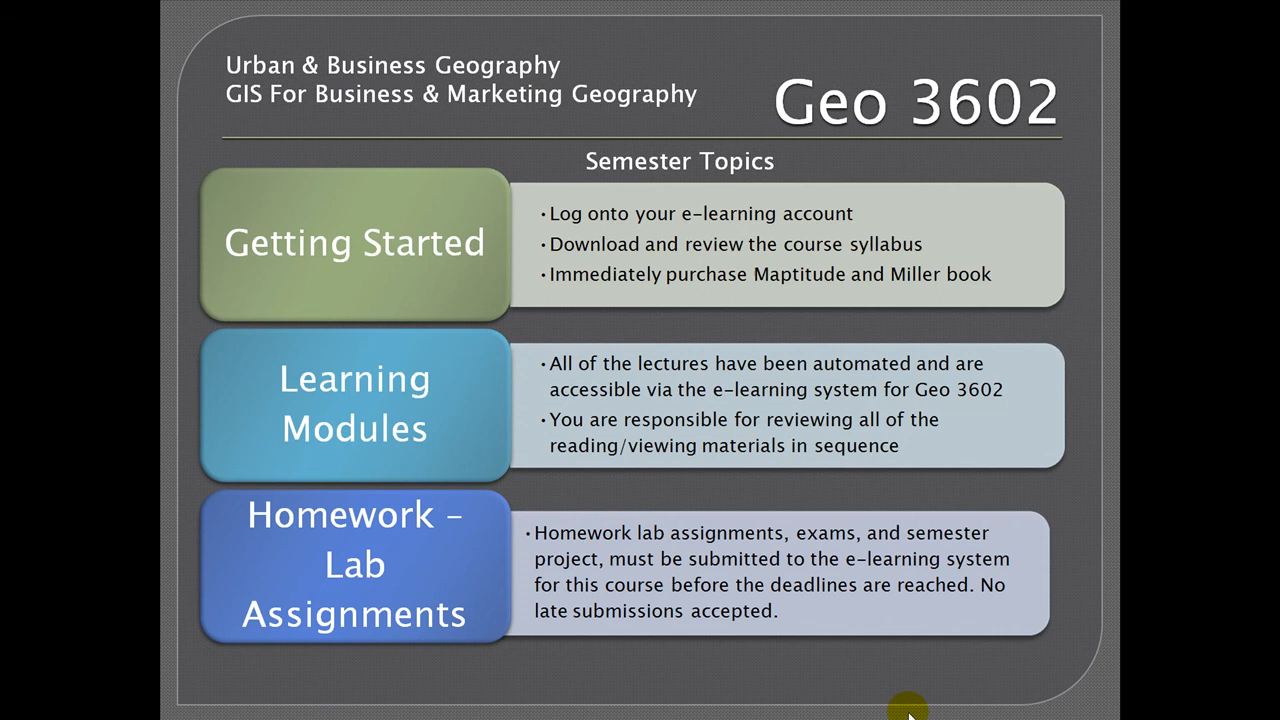 Urban & Business Geography
GIS For Business & Marketing Geography
Geo 3602
Semester Topics
Getting Started
•Log onto your e-learning account
•Download and review the course syllabus
•Immediately purchase Maptitude and Miller book
Learning
Modules
•All of the lectures have been automated and are
accessible via the e-learning system for Geo 3602
•You are responsible for reviewing all of the
reading/viewing materials in sequence
Homework –
Lab
Assignments
•Homework lab assignments, exams, and semester
project, must be submitted to the e-learning system
for this course before the deadlines are reached. No
late submissions accepted.